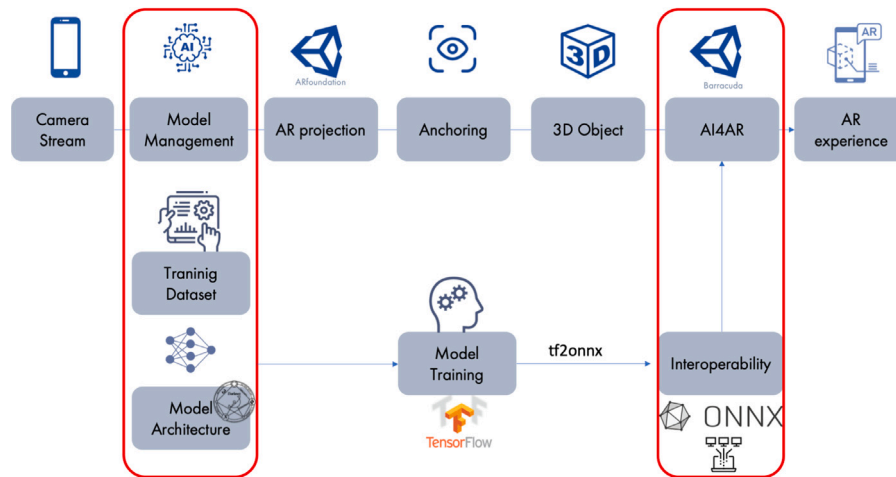 AI
3D
AR
ARfoundation
Barracuda
Camera
Stream
Model
Management
AR projection
Anchoring
3D Object
AI4AR
AR
experience
Traninig
Dataset
Model
Training
tf2onnx
Interoperability
Model
Architecture
TensorFlow
ONNX